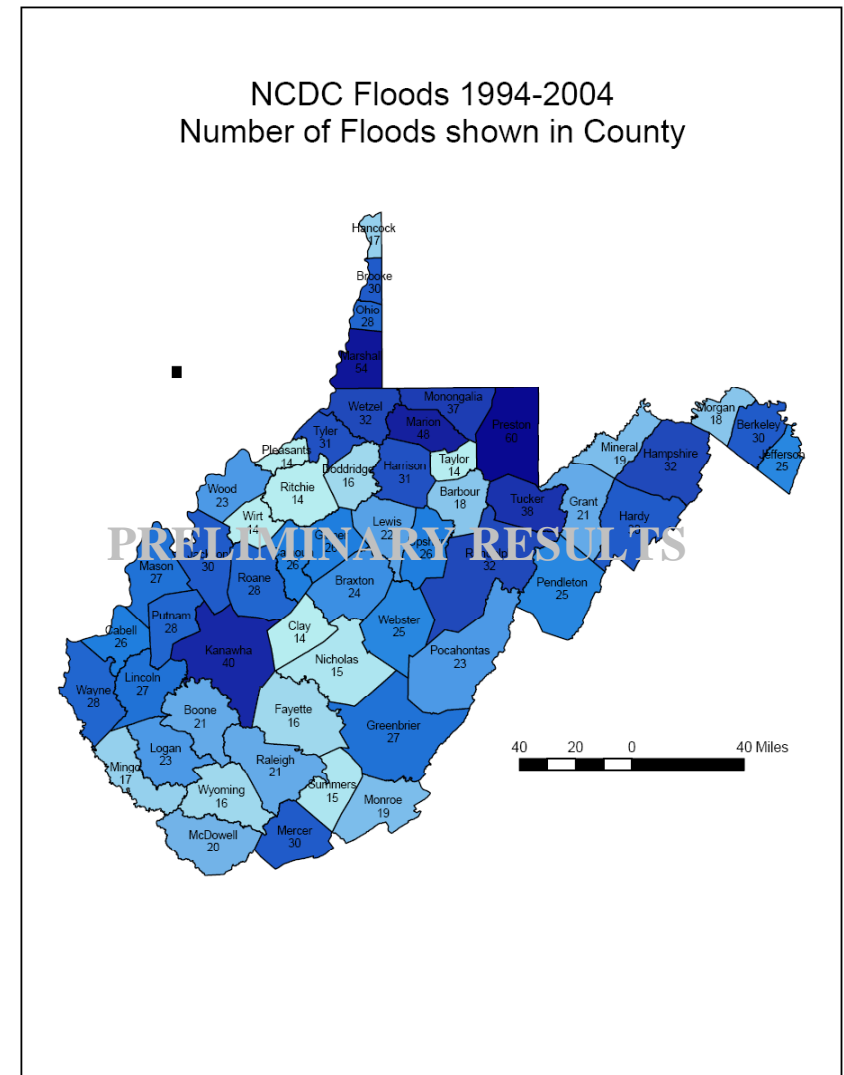 NCDC Floods 1994-2004
Number of Floods shown in County
Hancock
17
Brooke
30
Ohio
28
Marshall
54
Wetzel
32
Monongalia
37
Marion
48
Preston
60
Tyler
31
Pleasants
14
Doddridge
16
Harrison
31
Taylor
14
Morgan
18
Berkeley
30
Jefferson
25
Mineral
19
Hampshire
32
Wood
23
Ritchie
14
Barbour
18
Tucker
38
Grant
21
Hardy
Wirt
14
Lewis
22
26
26
PRELIMINARY RESULTS
32
30
Mason
27
Roane
28
26
Braxton
24
Pendleton
25
Putnam
28
Cabell
26
Kanawha
40
Clay
14
Webster
25
Pocahontas
23
Nicholas
15
Wayne
28
Lincoln
27
Boone
21
Fayette
16
Greenbrier
27
Logan
23
Mingo
17
Raleigh
21
Summers
15
Wyoming
16
Monroe
19
McDowell
20
Mercer
30
40 20 0 40 Miles